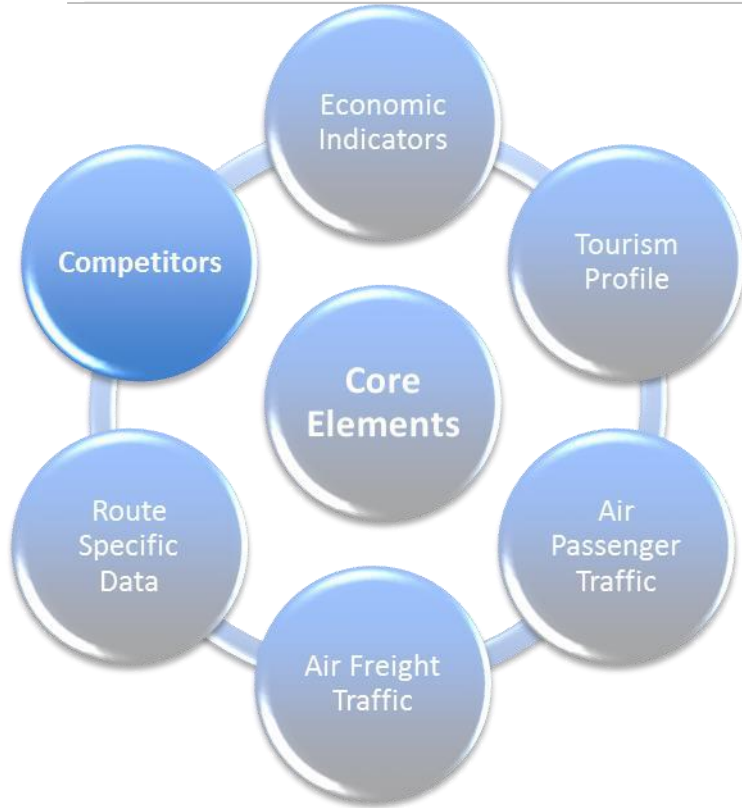 Economic
Indicators
Tourism
Profile
Competitors
Core
Elements
Route
Specific
Data
Air
Passenger
Traffic
Air Freight
Traffic